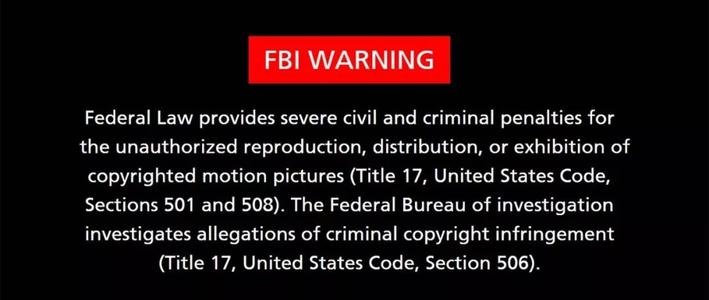 FBI WARNING
Federal Law provides severe civil and criminal penalties for
the unauthorized reproduction, distribution, or exhibition of
copyrighted motion pictures (Title 17, United States Code,
Sections 501 and 508). The Federal Bureau of investigation
investigates allegations of criminal copyright infringement
(Title 17, United States Code, Section 506).